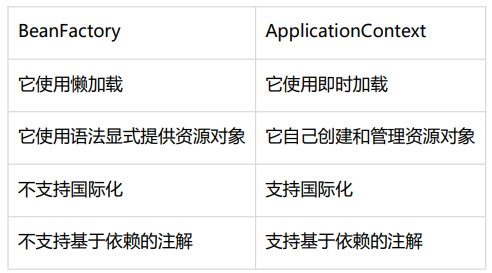 BeanFactory ApplicationContext
它使用懒加载 它使用即时加载
它使用语法显式提供资源对象 它自己创建和管理资源对象
不支持国际化 支持国际化
不支持基于依赖的注解 支持基于依赖的注解